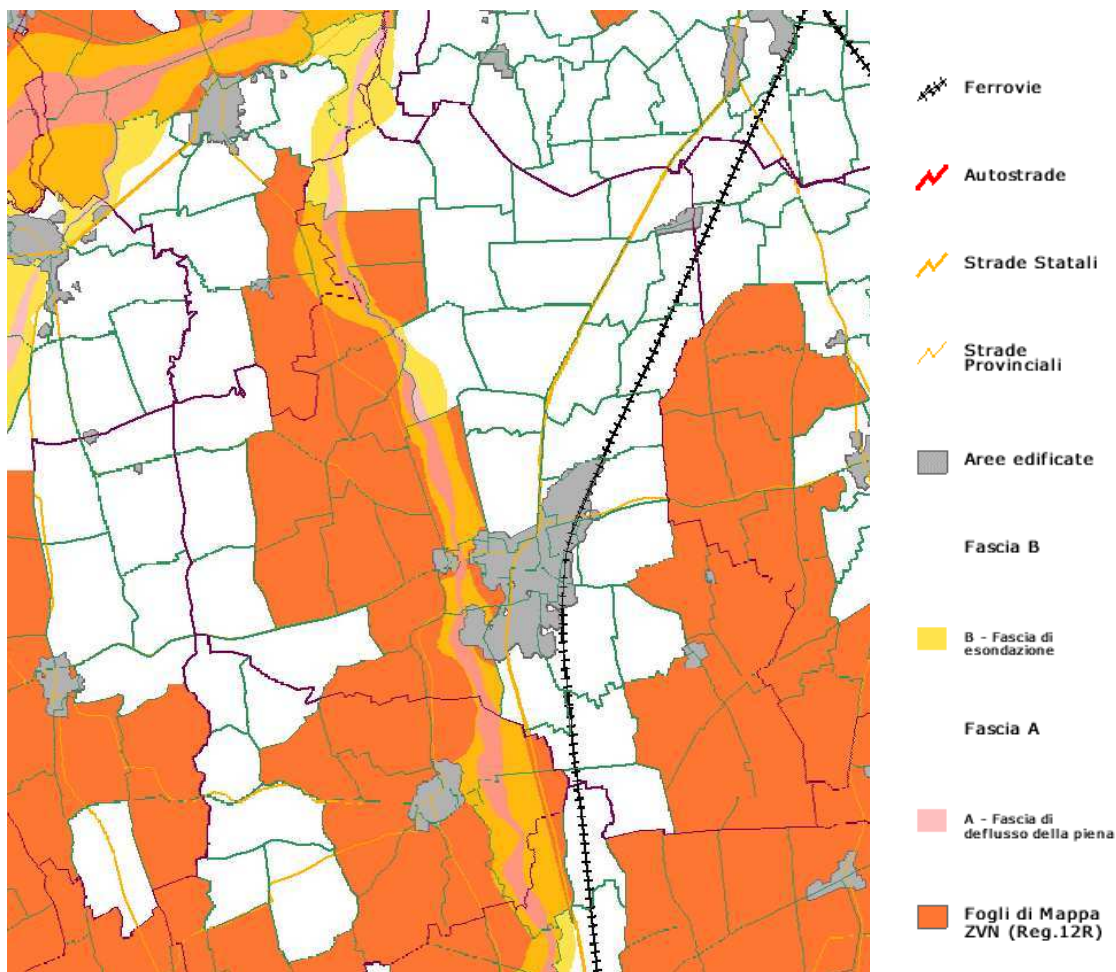 Ferrovie
Autostrade
Strade Statali
Strade
Provinciali
Aree edificate
Fascia B
B - Fascia di
esondazione
Fascia A
A - Fascia di
deflusso della piena
Fogli di Mappa
ZVN (Reg.12R)